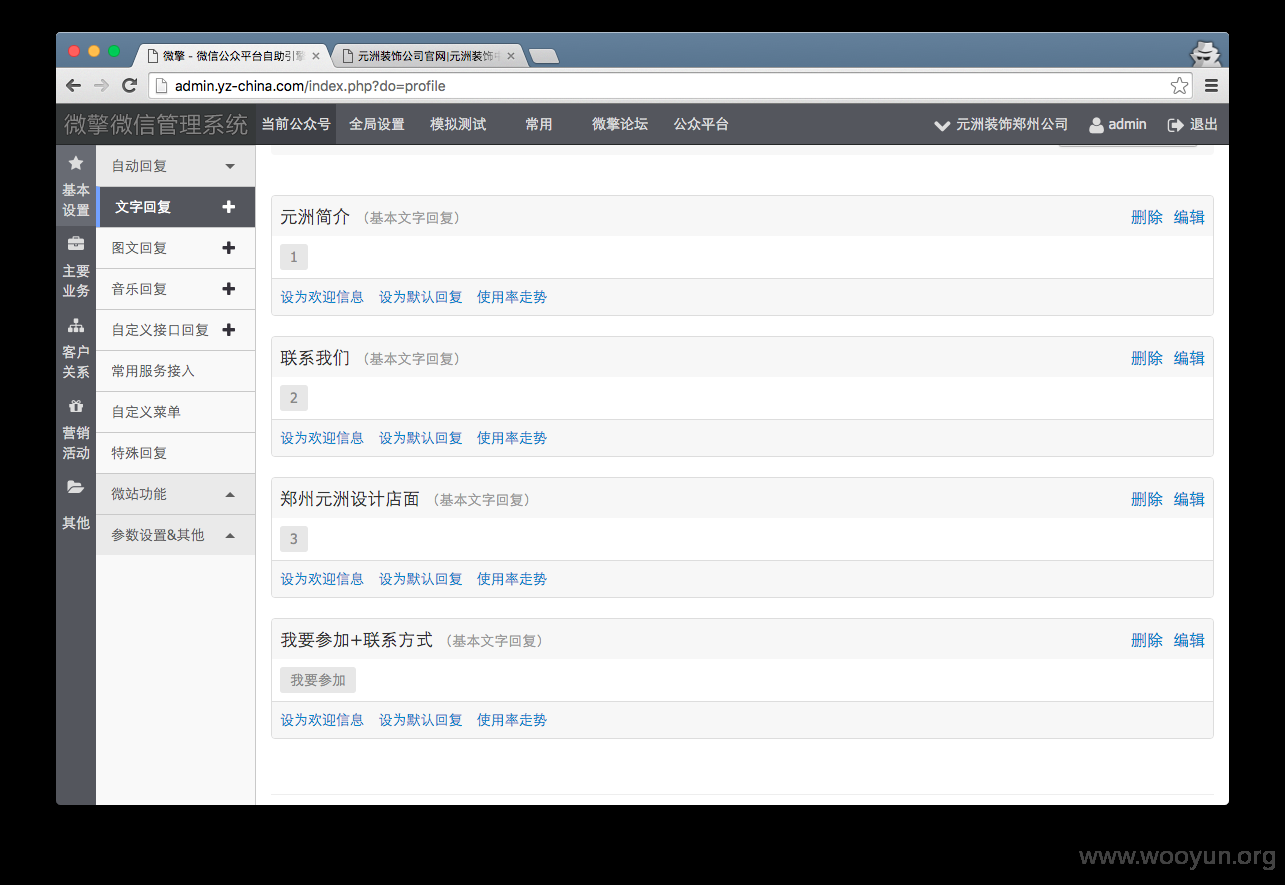 微擎 - 微信公众平台自助引擎
元洲装饰公司官网|元洲装饰
admin.yz-china.com/index.php?do=profile
微擎微信管理系统 当前公众号 全局设置 模拟测试 常用 微擎论坛 公众平台 元洲装饰郑州公司 admin 退出
基本
设置
主要
业务
客户
关系
营销
活动
其他
自动回复
文字回复
图文回复
音乐回复
自定义接口回复
常用服务接入
自定义菜单
特殊回复
微站功能
参数设置&其他
元洲简介 （基本文字回复） 删除 编辑
1
设为欢迎信息 设为默认回复 使用率走势
联系我们 （基本文字回复） 删除 编辑
2
设为欢迎信息 设为默认回复 使用率走势
郑州元洲设计店面 （基本文字回复） 删除 编辑
3
设为欢迎信息 设为默认回复 使用率走势
我要参加+联系方式 （基本文字回复） 删除 编辑
我要参加
设为欢迎信息 设为默认回复 使用率走势
www.wooyun.org